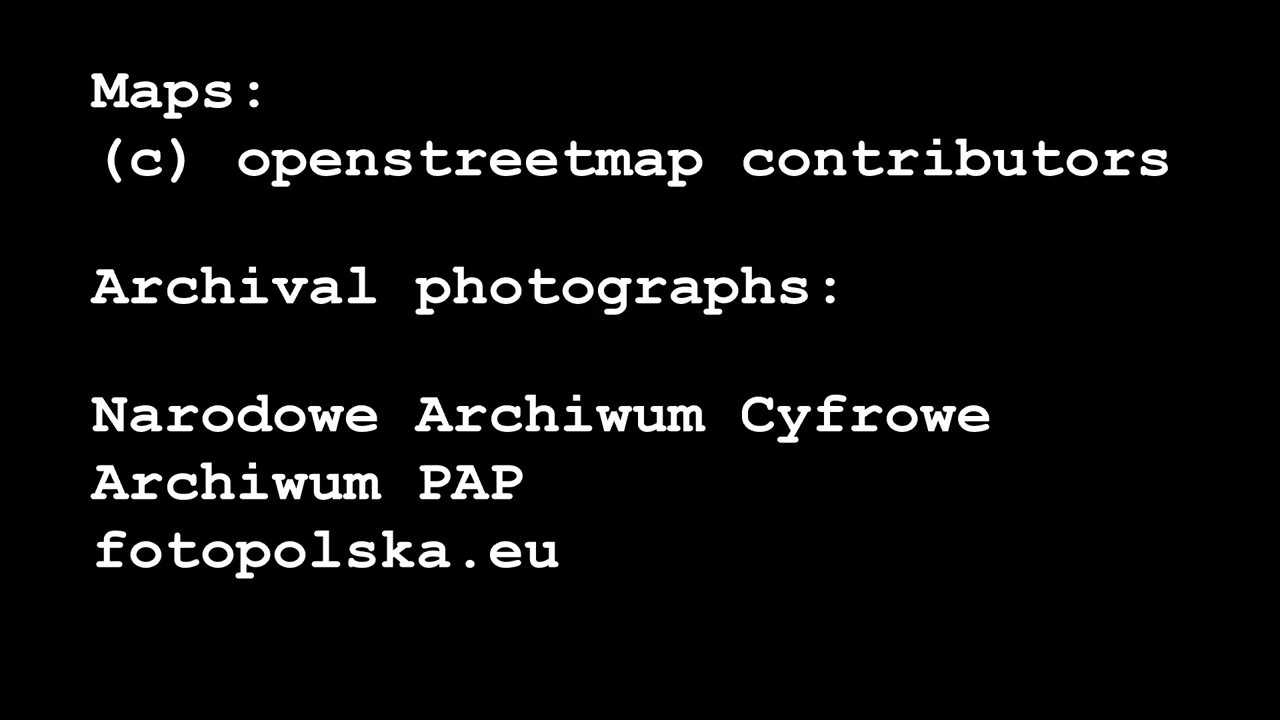 Maps:
(c) openstreetmap contributors
Archival photographs:
Narodowe Archiwum Cyfrowe
Archiwum PAP
fotopolska.eu